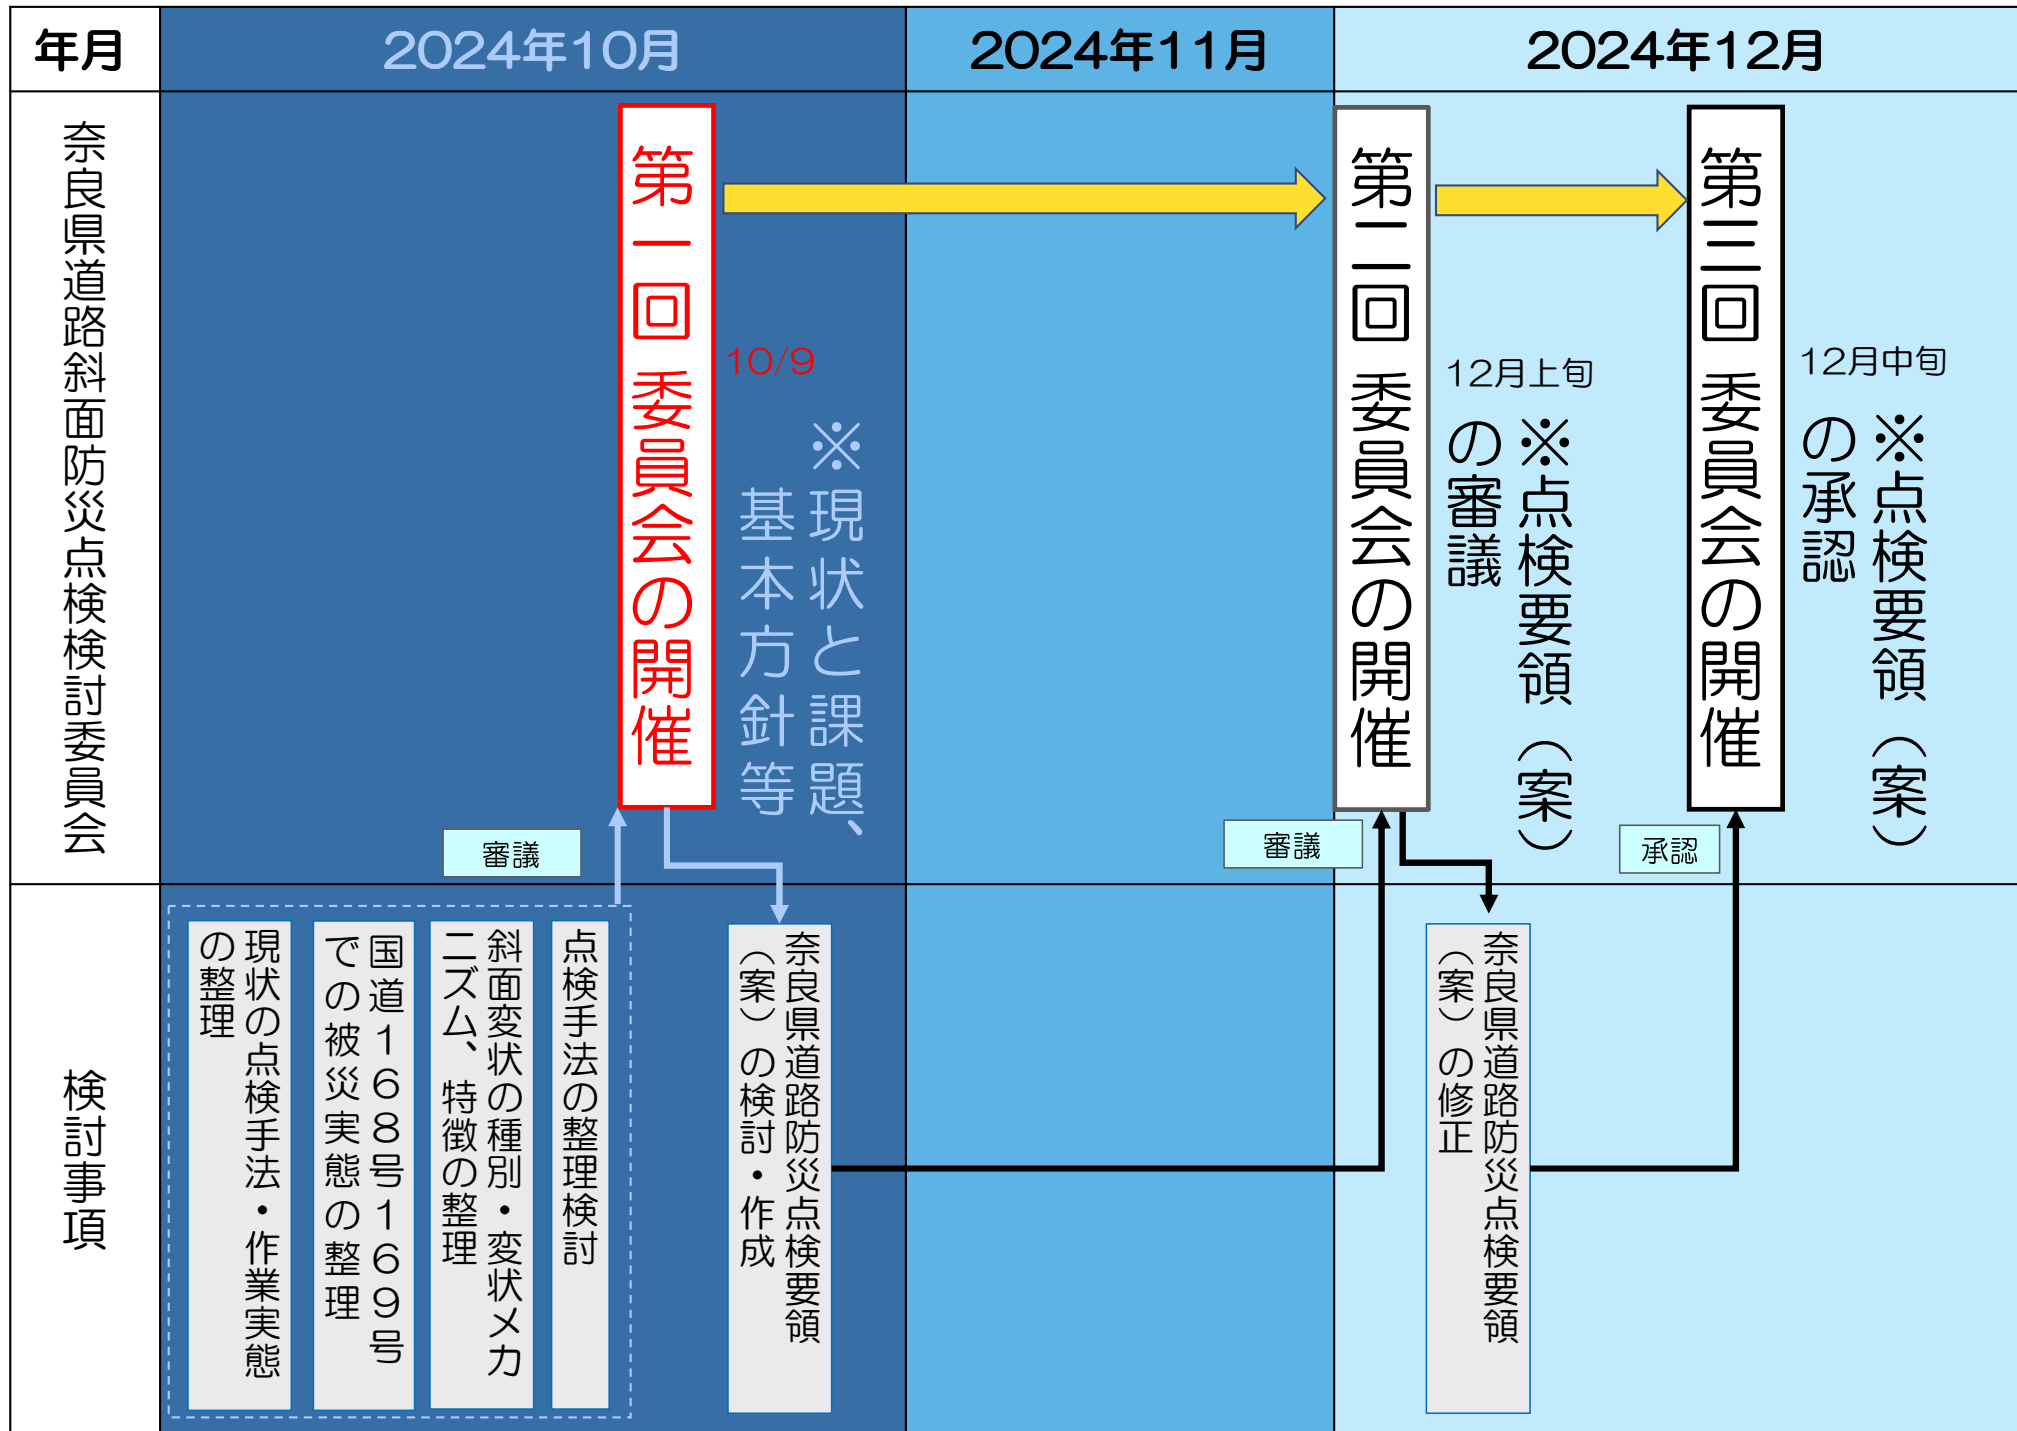 年月
2024年10月
2024年11月
2024年12月
奈良県道路斜面防災点検検討委員会
第一回 委員会の開催
10/9
※現状と課題、
基本方針等
第二回 委員会の開催
12月上旬
※点検要領（案）
の審議
第三回 委員会の開催
12月中旬
※点検要領（案）
の承認
審議
審議
承認
検討事項
現状の点検手法・作業実態
の整理
国道168号169号
での被災実態の整理
斜面変状の種別・変状メカ
ニズム、特徴の整理
点検手法の整理検討
奈良県道路防災点検要領
（案）の検討・作成
奈良県道路防災点検要領
（案）の修正